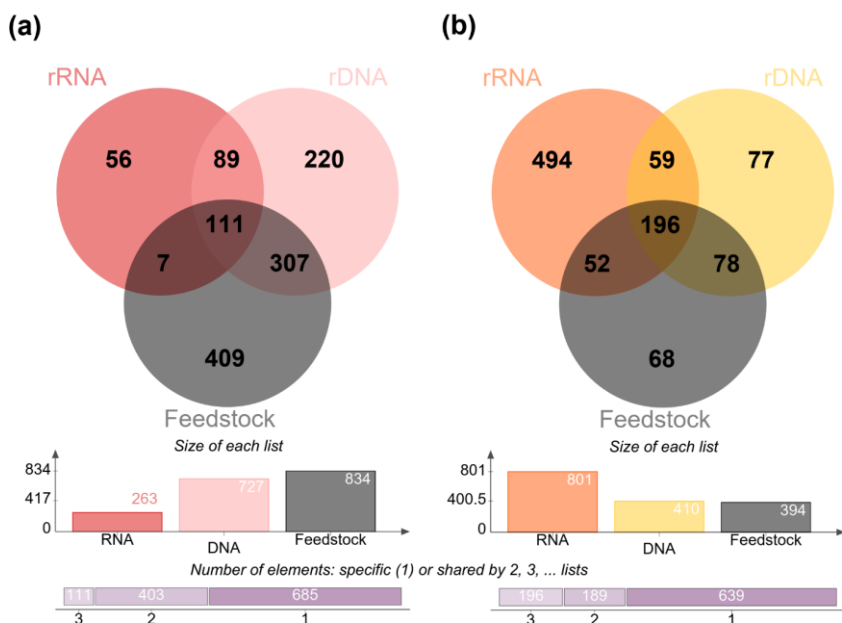 (a)
rRNA
rDNA
56
89
220
111
7
307
409
Feedstock
Size of each list
834
417
0
263
727
834
RNA
DNA
Feedstock
(b)
rRNA
rDNA
494
59
77
196
52
78
68
Feedstock
Size of each list
801
400.5
0
801
410
394
RNA
DNA
Feedstock
Number of elements: specific (1) or shared by 2, 3, ... lists
111
403
685
3
2
1
196
189
639
3
2
1